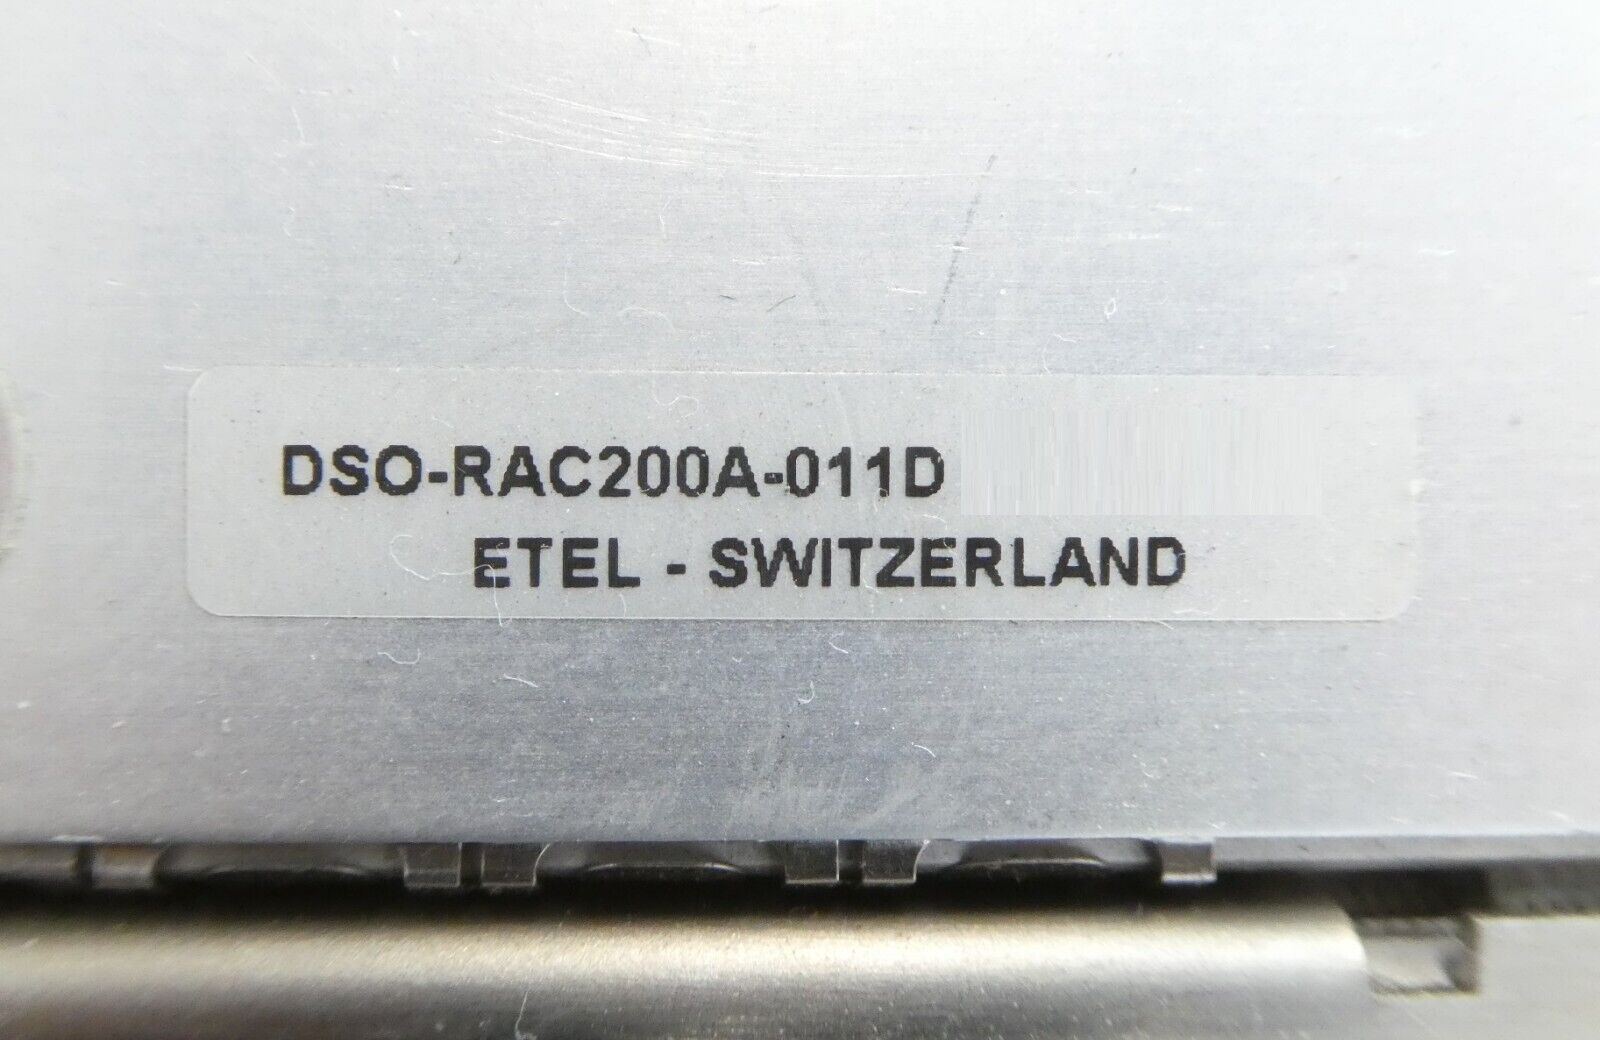 DSO-RAC200A-011D
ETEL - SWITZERLAND